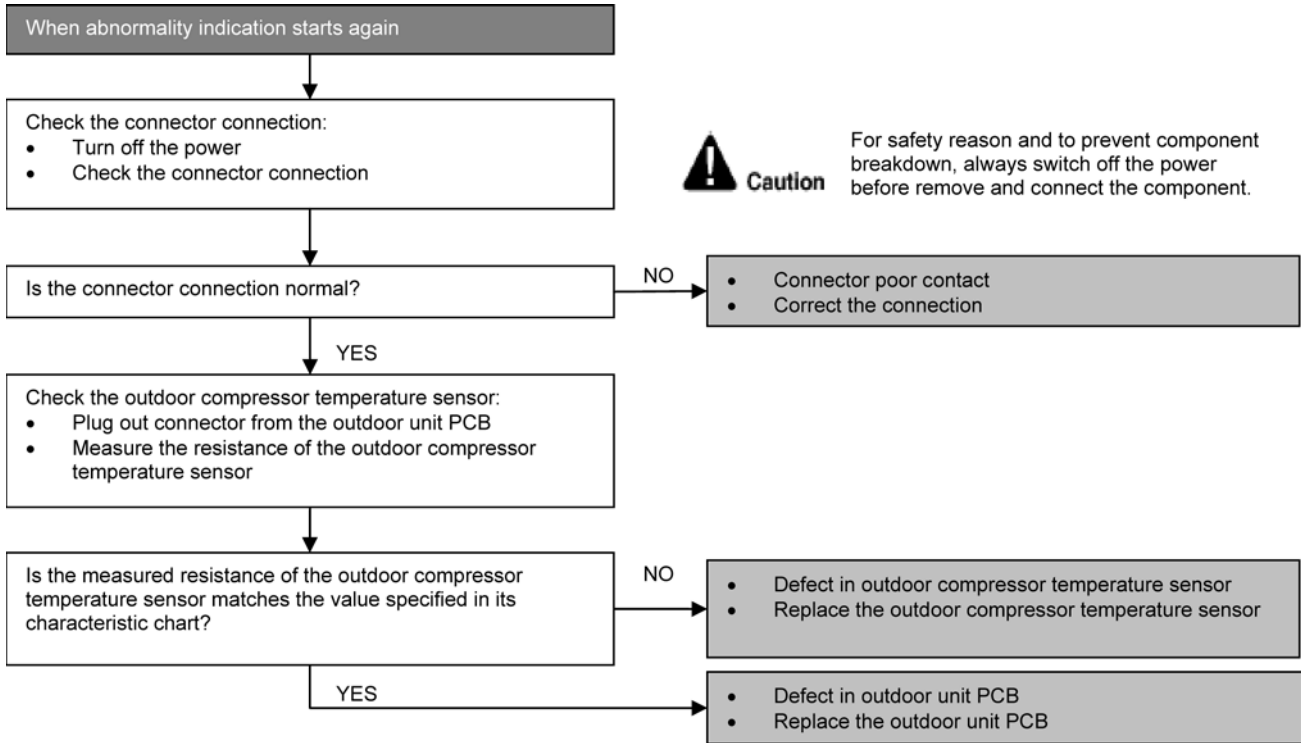 When abnormality indication starts again
Check the connector connection:
• Turn off the power
• Check the connector connection
Caution
For safety reason and to prevent component
breakdown, always switch off the power
before remove and connect the component.
Is the connector connection normal?
NO
• Connector poor contact
• Correct the connection
YES
Check the outdoor compressor temperature sensor:
• Plug out connector from the outdoor unit PCB
• Measure the resistance of the outdoor compressor
temperature sensor
Is the measured resistance of the outdoor compressor
temperature sensor matches the value specified in its
characteristic chart?
NO
• Defect in outdoor compressor temperature sensor
• Replace the outdoor compressor temperature sensor
YES
• Defect in outdoor unit PCB
• Replace the outdoor unit PCB